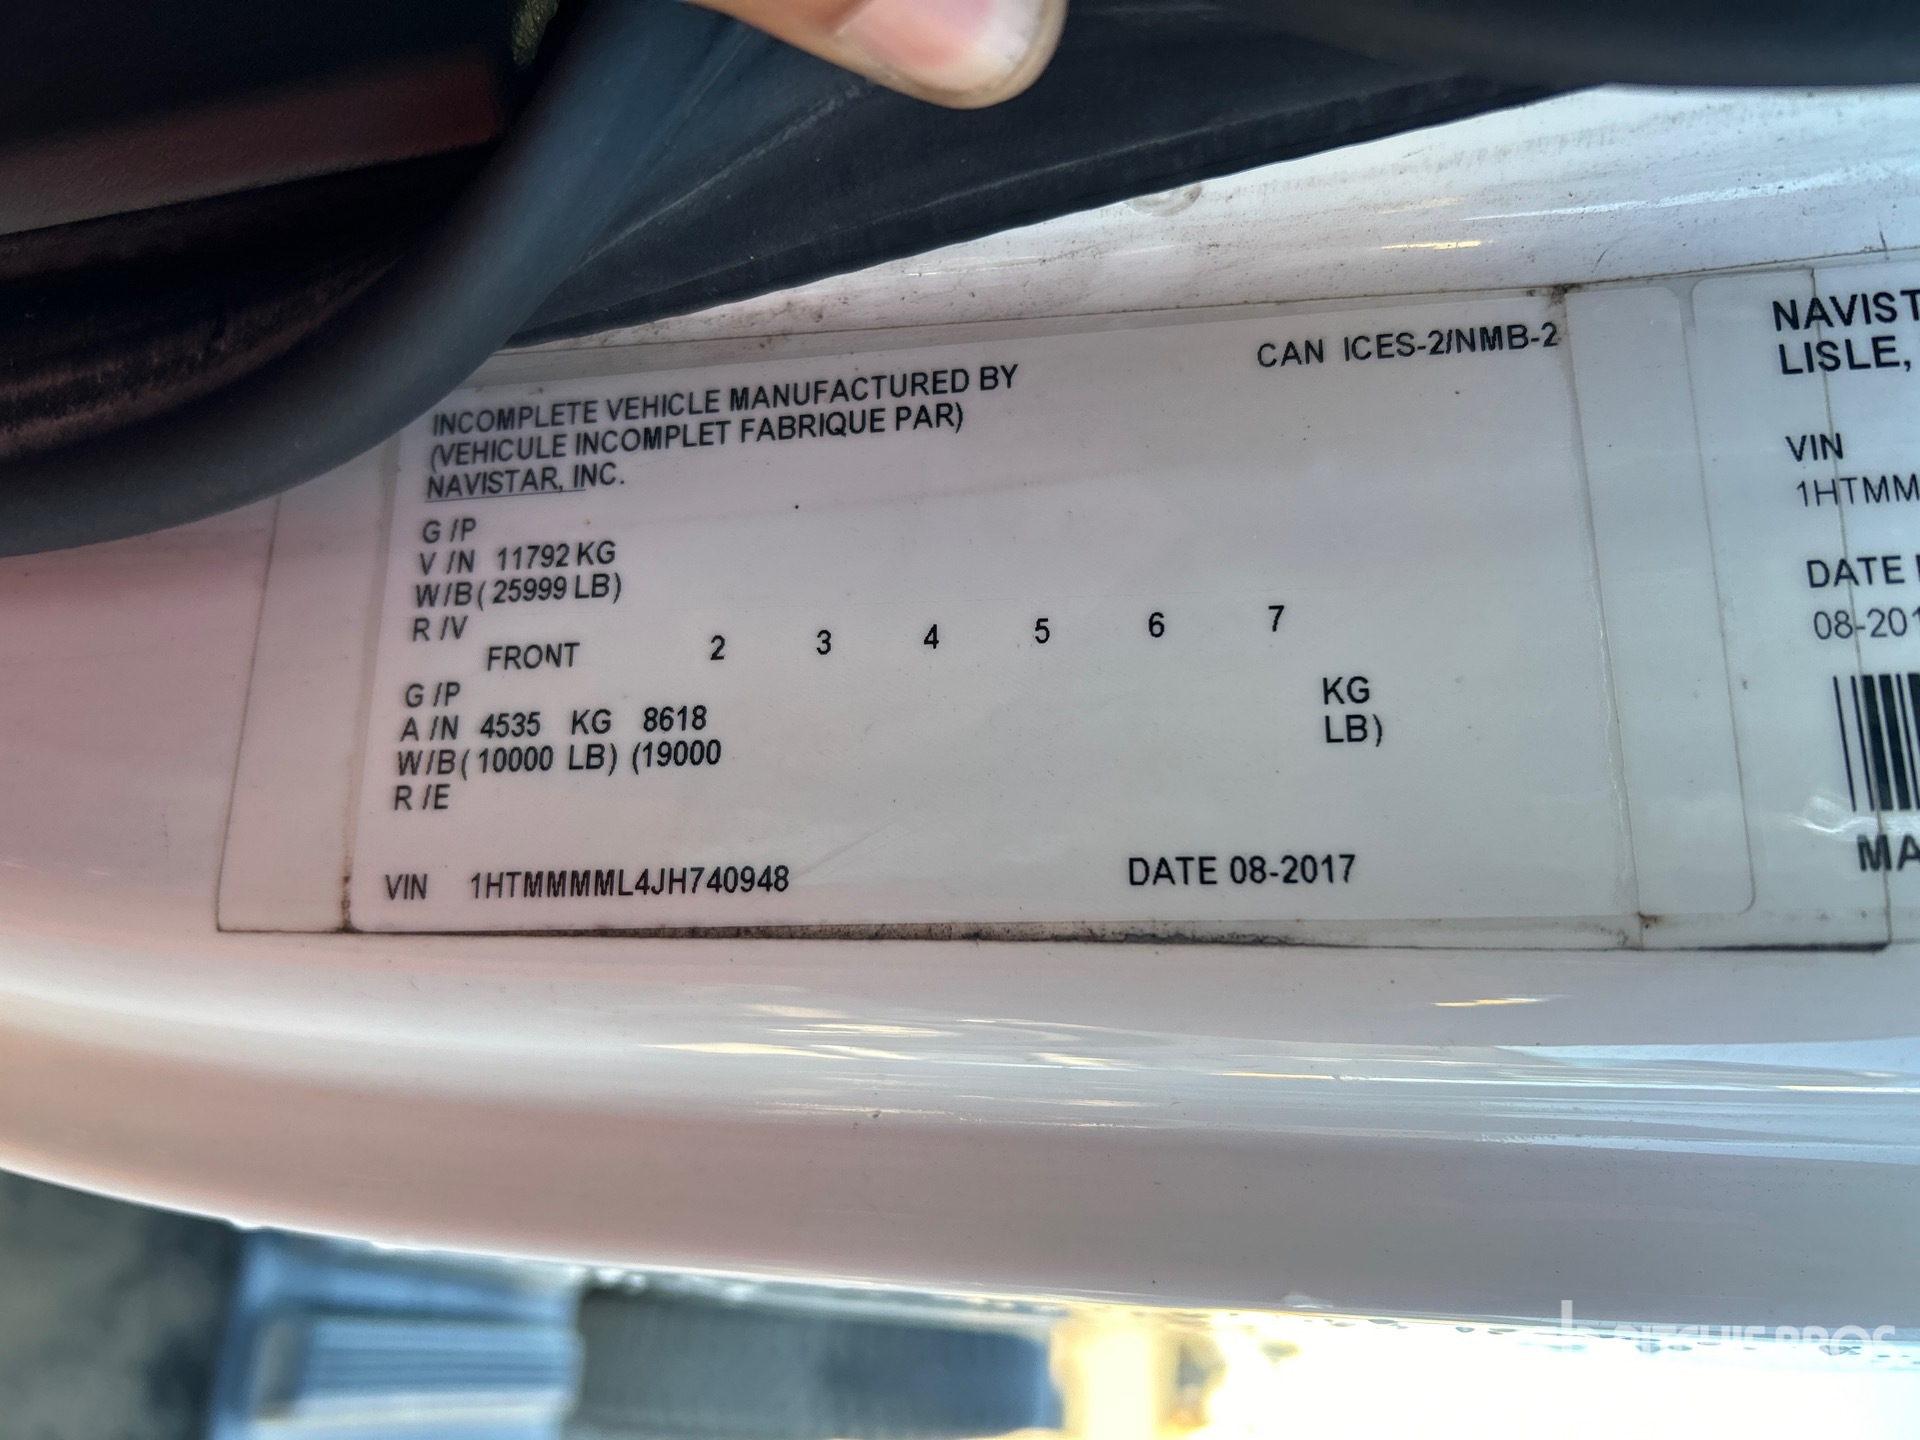 INCOMPLETE VEHICLE MANUFACTURED BY
(VEHICULE INCOMPLET FABRIQUE PAR)
NAVISTAR, INC.
CAN ICES-2/NMB-2
G /P
V /N 11792 KG
W/B ( 25999 LB)
R /V
FRONT 2 3 4 5 6 7
G /P
A /N 4535 KG 8618 KG
W/B ( 10000 LB) (19000 LB)
R /E
VIN 1HTMMMML4JH740948 DATE 08-2017
NAVIST
LISLE,
VIN
1HTMM
DATE
08-201
MA
RITCHIE BROS